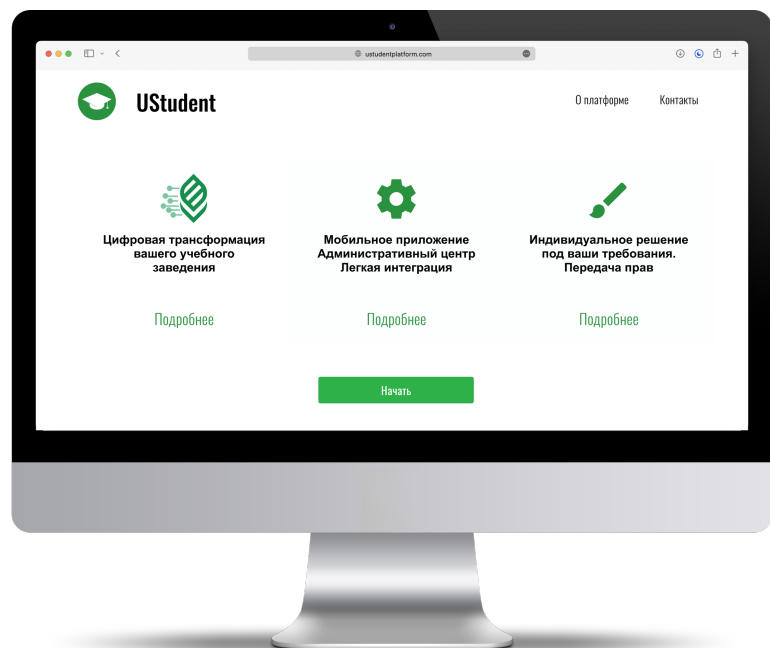 ustudentplatform.com
UStudent
О платформе
Контакты
Цифровая трансформация
вашего учебного
заведения
Мобильное приложение
Административный центр
Легкая интеграция
Индивидуальное решение
под ваши требования.
Передача прав
Подробнее
Подробнее
Подробнее
Начать